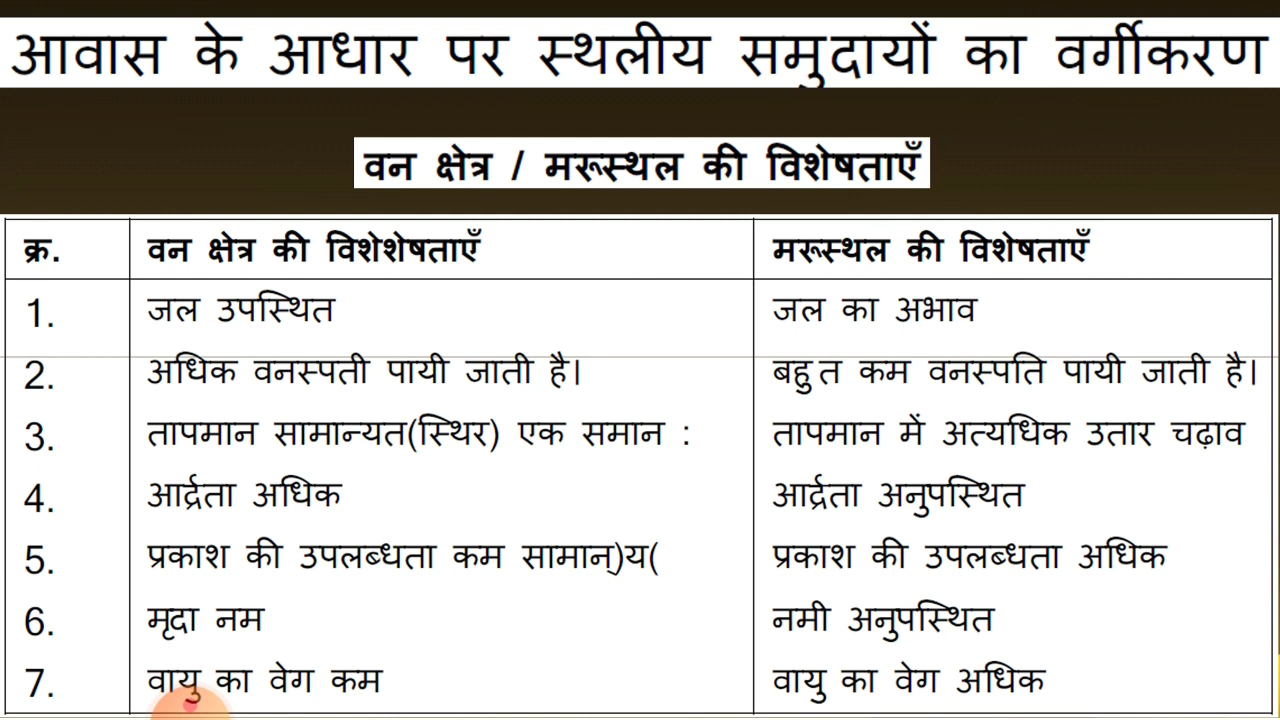 आवास के आधार पर स्थलीय समुदायों का वर्गीकरण
वन क्षेत्र / मरूस्थल की विशेषताएँ
क्र. वन क्षेत्र की विशेशेषताएँ मरूस्थल की विशेषताएँ
1. जल उपस्थित जल का अभाव
2. अधिक वनस्पती पायी जाती है। बहुत कम वनस्पति पायी जाती है।
3. तापमान सामान्यत(स्थिर) एक समान : तापमान में अत्यधिक उतार चढ़ाव
4. आर्द्रता अधिक आर्द्रता अनुपस्थित
5. प्रकाश की उपलब्धता कम सामान्)य( प्रकाश की उपलब्धता अधिक
6. मृदा नम नमी अनुपस्थित
7. वायु का वेग कम वायु का वेग अधिक